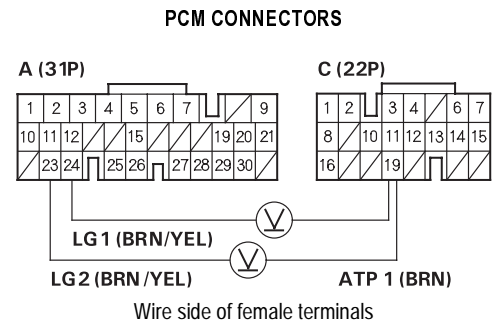 PCM CONNECTORS
A (31P) C (22P)
1 2 3 4 5 6 7 9 1 2 3 4 6 7
10 11 12 15 19 20 21 8 10 11 12 13 14 15
23 24 25 26 27 28 29 30 16 19
V
LG1 (BRN/YEL)
V
LG2 (BRN/YEL) ATP 1 (BRN)
Wire side of female terminals